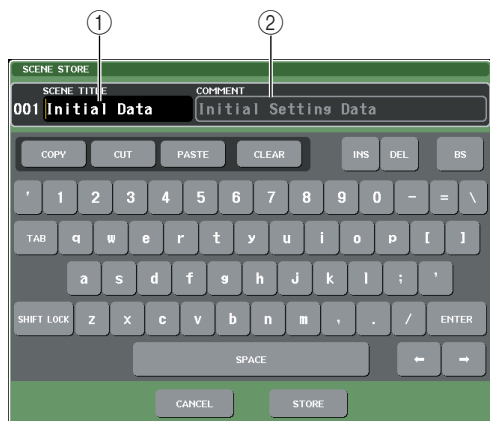 ① ②
SCENE STORE
SCENE TITLE COMMENT
001 Initial Data Initial Setting Data
COPY CUT PASTE CLEAR INS DEL BS
' 1 2 3 4 5 6 7 8 9 0 - = \
TAB q w e r t y u i o p [ ]
a s d f g h j k l ; '
SHIFT LOCK z x c v b n m , . / ENTER
SPACE ← →
CANCEL STORE